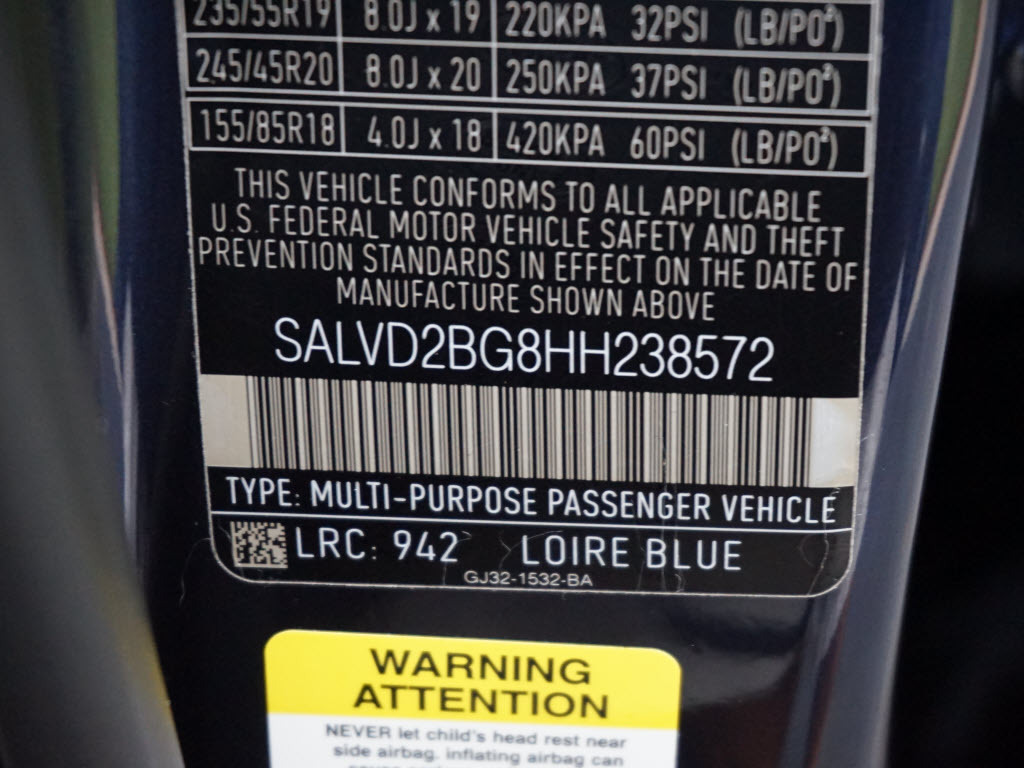 235/55R19 8.0J x 19 220KPA 32PSI (LB/PO²)
245/45R20 8.0J x 20 250KPA 37PSI (LB/PO²)
155/85R18 4.0J x 18 420KPA 60PSI (LB/PO²)
THIS VEHICLE CONFORMS TO ALL APPLICABLE
U.S. FEDERAL MOTOR VEHICLE SAFETY AND THEFT
PREVENTION STANDARDS IN EFFECT ON THE DATE OF
MANUFACTURE SHOWN ABOVE
SALVD2BG8HH238572
TYPE: MULTI-PURPOSE PASSENGER VEHICLE
LRC: 942 LOIRE BLUE
GJ32-1532-BA
WARNING
ATTENTION
NEVER let child's head rest near
side airbag, inflating airbag can